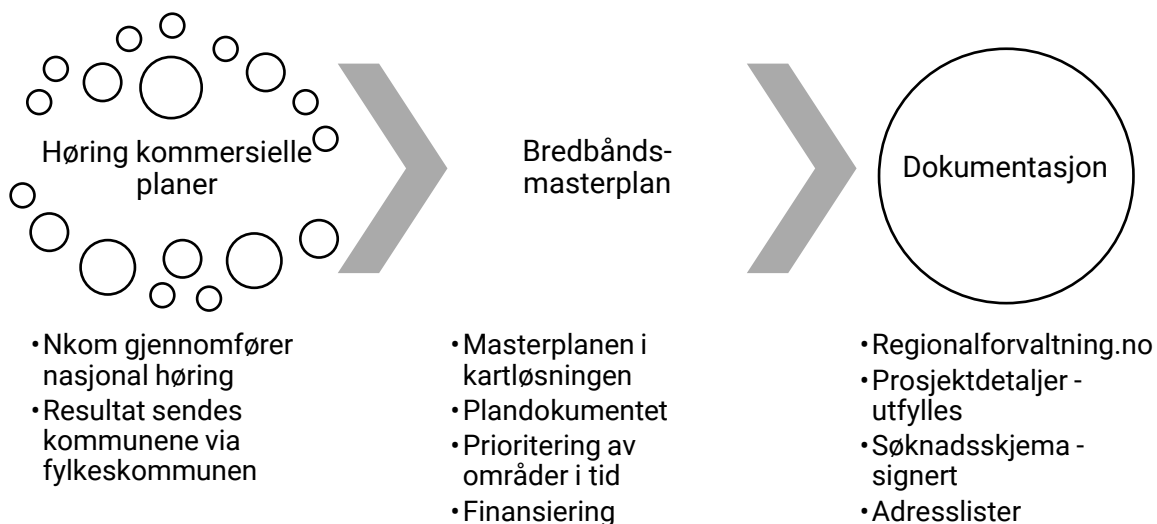 Høring kommersielle
planer
Bredbånds-
masterplan
Dokumentasjon
•Nkom gjennomfører
nasjonal høring
•Resultat sendes
kommunene via
fylkeskommunen
•Masterplanen i
kartløsningen
•Plandokumentet
•Prioritering av
områder i tid
•Finansiering
•Regionalforvaltning.no
•Prosjektdetaljer -
utfylles
•Søknadsskjema -
signert
•Adresslister